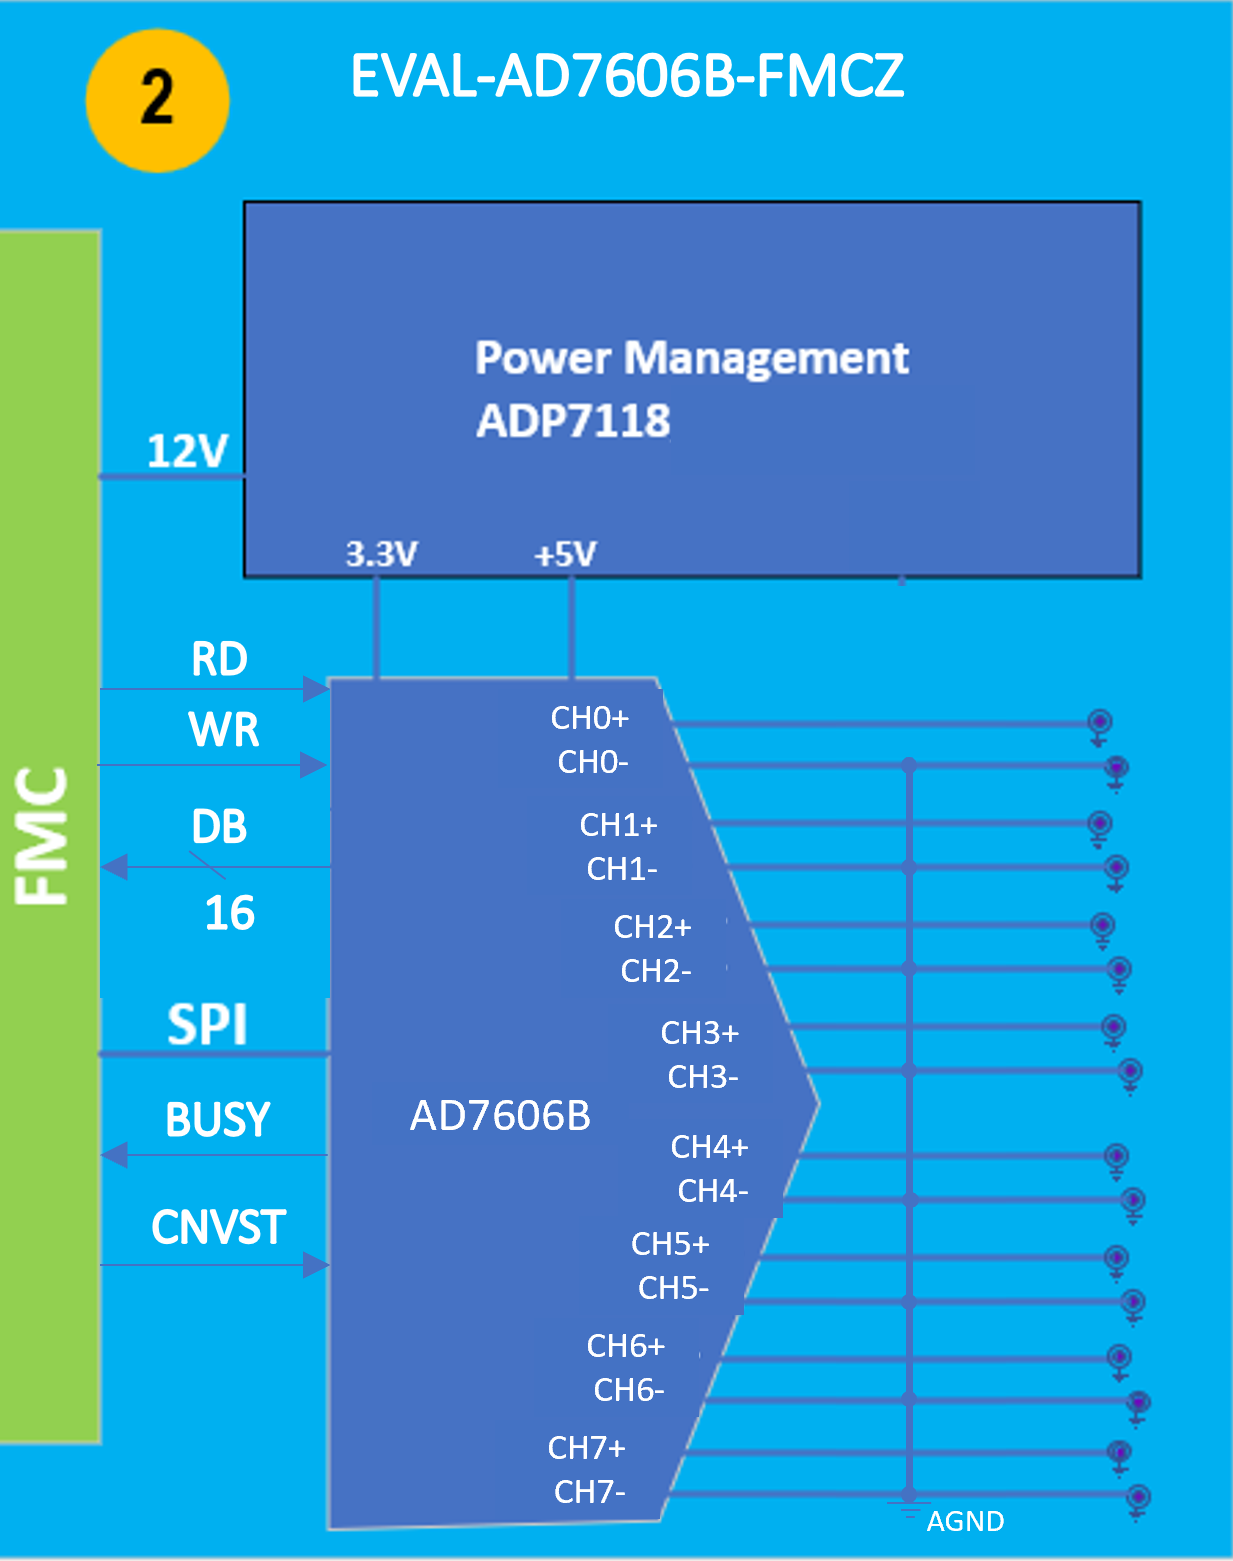 2
EVAL-AD7606B-FMCZ
Power Management
ADP7118
12V
3.3V
+5V
FMC
RD
WR
DB
16
SPI
BUSY
CNVST
AD7606B
CH0+
CH0-
CH1+
CH1-
CH2+
CH2-
CH3+
CH3-
CH4+
CH4-
CH5+
CH5-
CH6+
CH6-
CH7+
CH7-
AGND